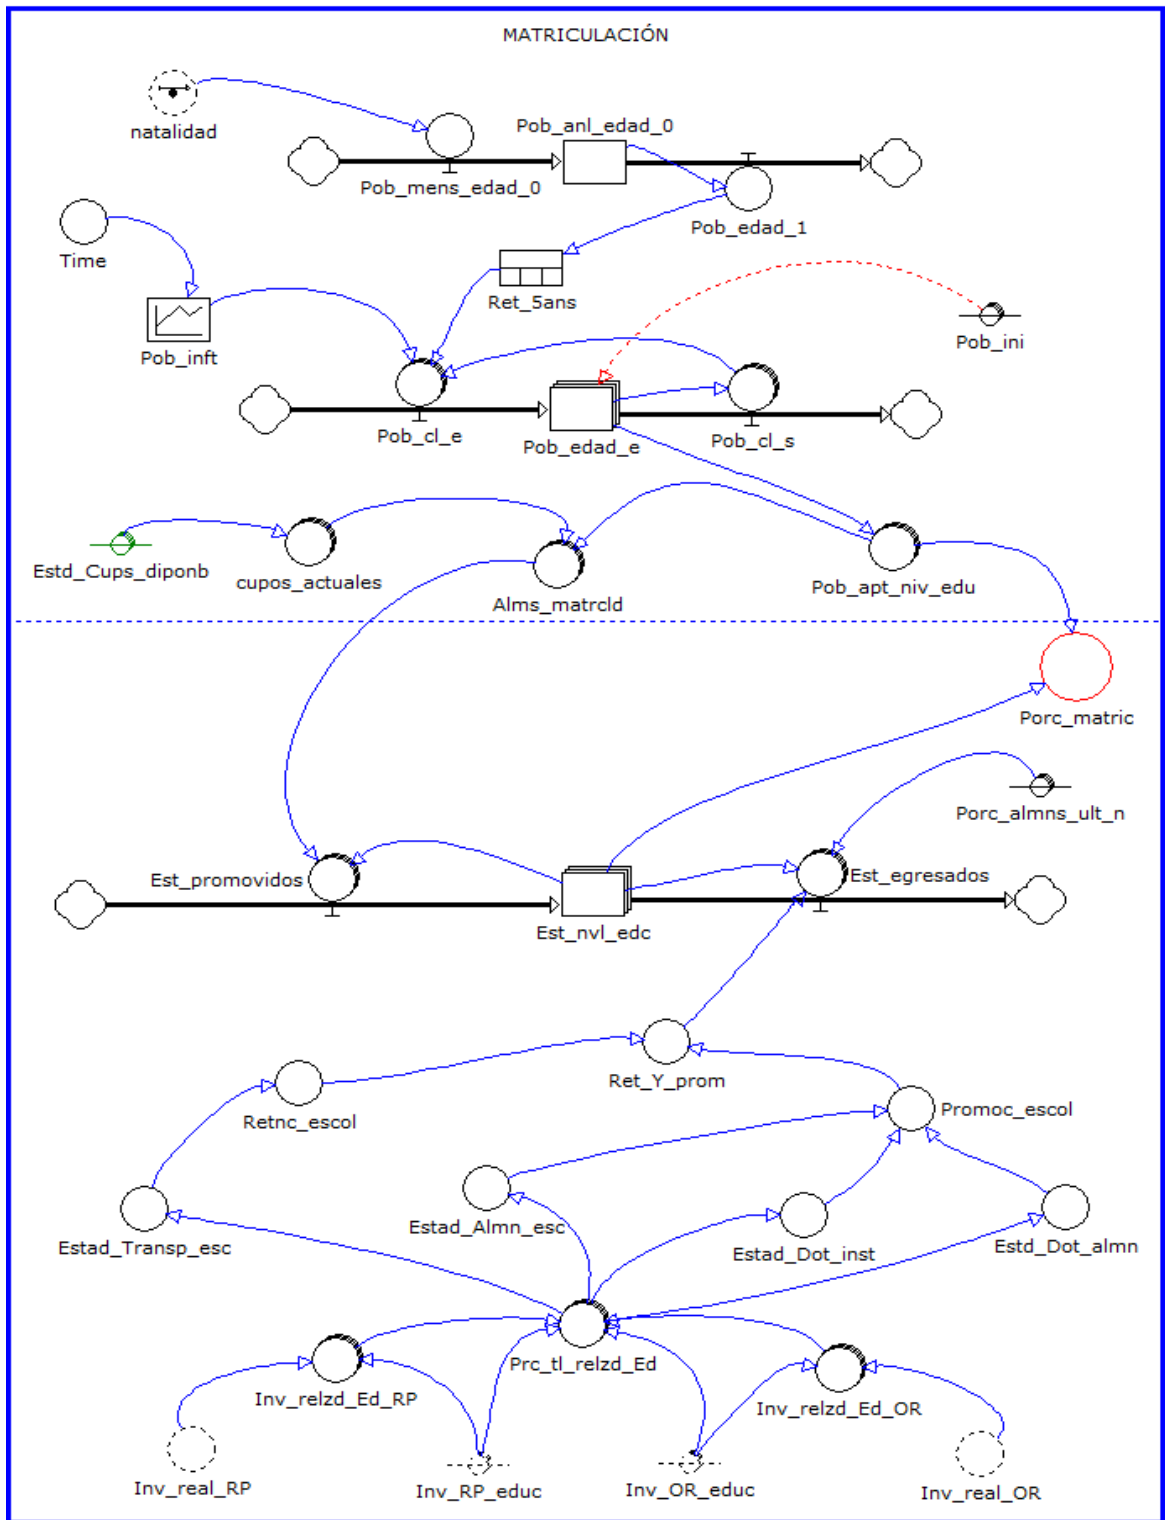 MATRICULACIÓN
natalidad
Pob_anl_edad_0
Pob_mens_edad_0
Pob_edad_1
Time
Ret_5ans
Pob_inft
Pob_ini
Pob_cl_e
Pob_edad_e
Pob_cl_s
Estd_Cups_diponb
cupos_actuales
Alms_matrcld
Pob_apt_niv_edu
Porc_matric
Porc_almns_ult_n
Est_promovidos
Est_egresados
Est_nvl_edc
Ret_Y_prom
Retnc_escol
Promoc_escol
Estad_Transp_esc
Estad_Almn_esc
Estad_Dot_inst
Estd_Dot_almn
Prc_tl_relzd_Ed
Inv_relzd_Ed_RP
Inv_relzd_Ed_OR
Inv_real_RP
Inv_RP_educ
Inv_OR_educ
Inv_real_OR